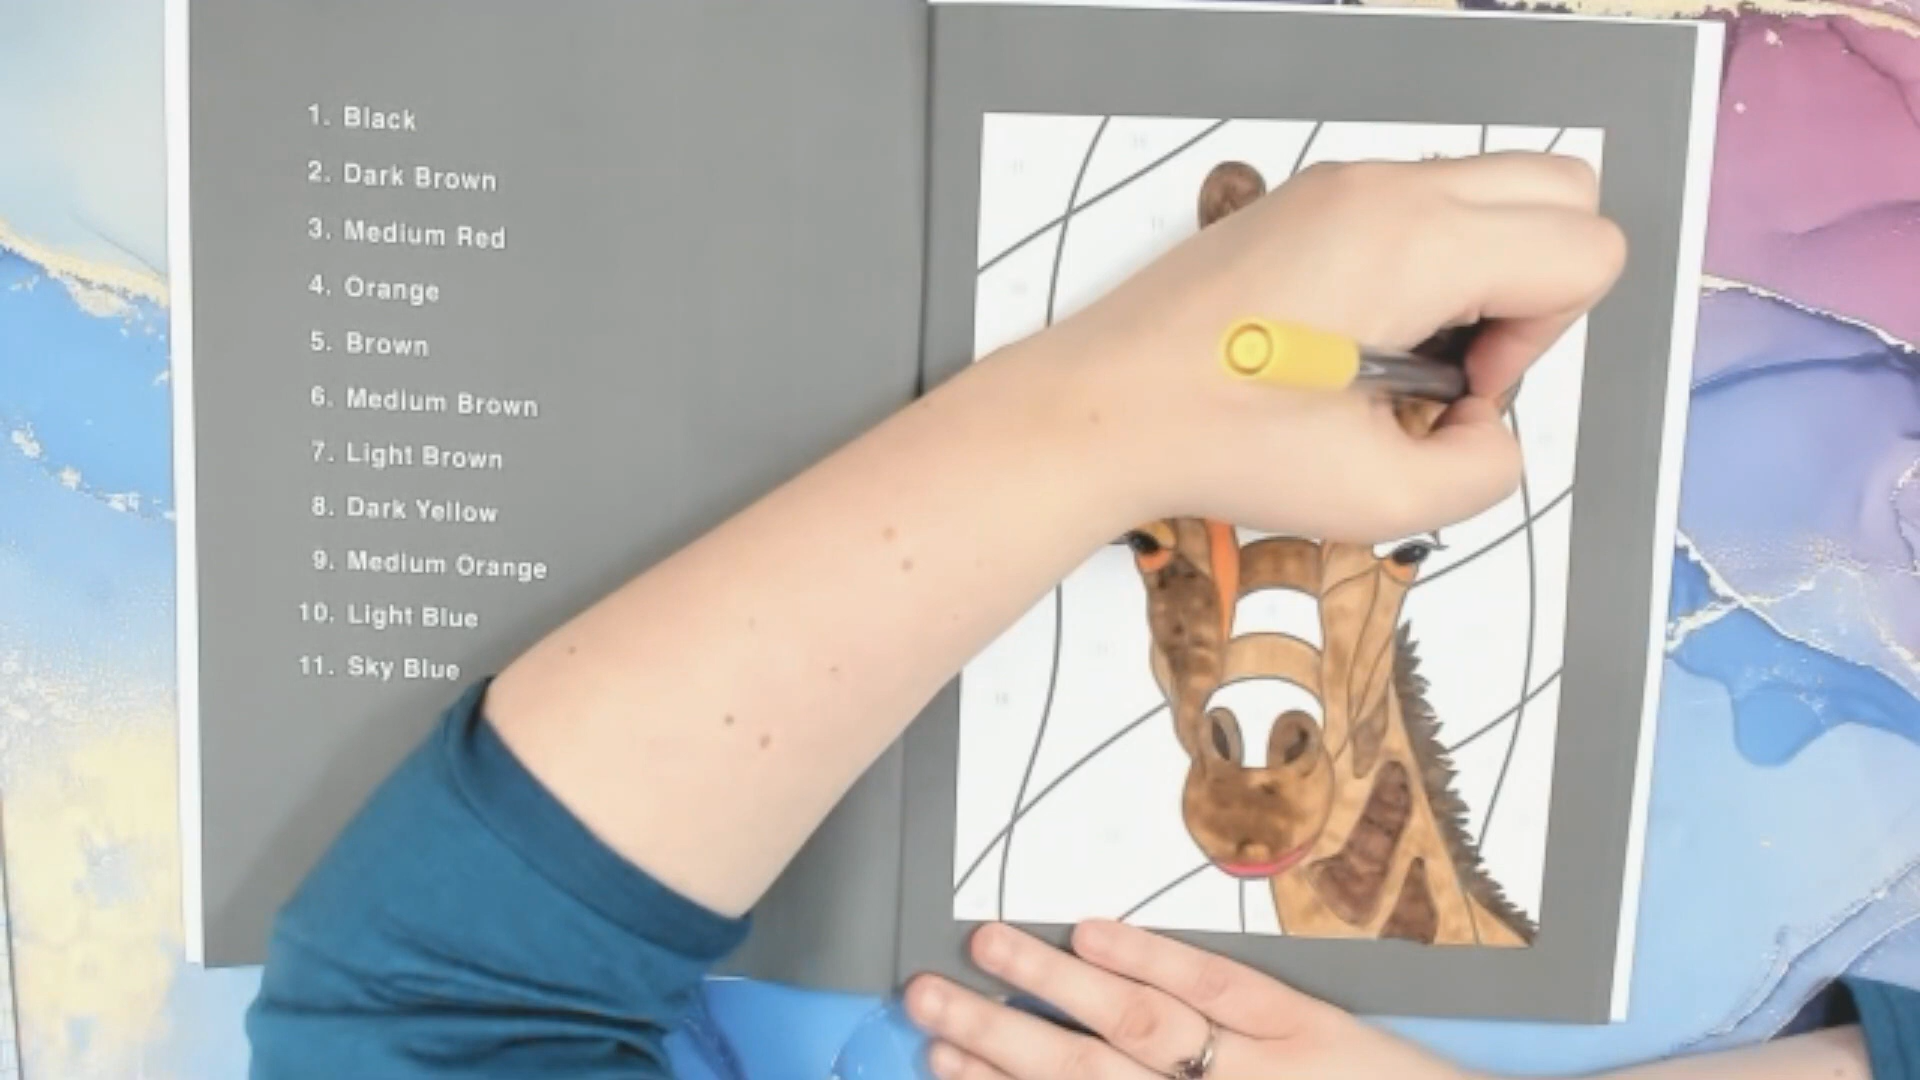 1. Black
2. Dark Brown
3. Medium Red
4. Orange
5. Brown
6. Medium Brown
7. Light Brown
8. Dark Yellow
9. Medium Orange
10. Light Blue
11. Sky Blue